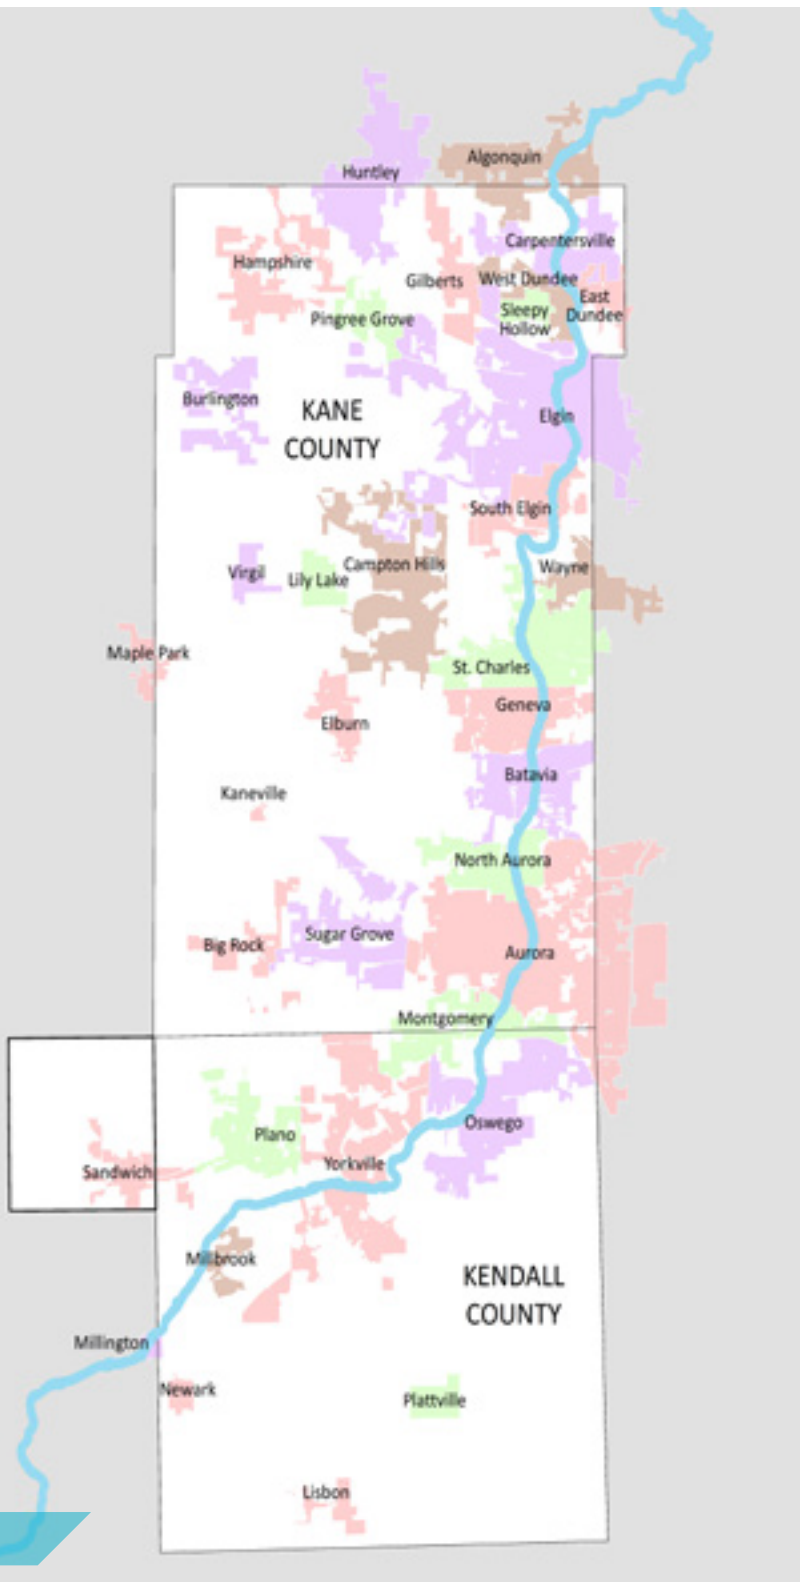 Algonquin
Huntley
Carpentersville
Hampshire
Gilberts
West Dundee
East
Dundee
Sleepy
Hollow
Pingree Grove
Burlington
KANE
COUNTY
Elgin
South Elgin
Campton Hills
Wayne
Virgil
Lily Lake
Maple Park
St. Charles
Geneva
Elburn
Batavia
Kaneville
North Aurora
Sugar Grove
Big Rock
Aurora
Montgomery
Oswego
Plano
Yorkville
Sandwich
Millbrook
KENDALL
COUNTY
Millington
Newark
Plattville
Lisbon